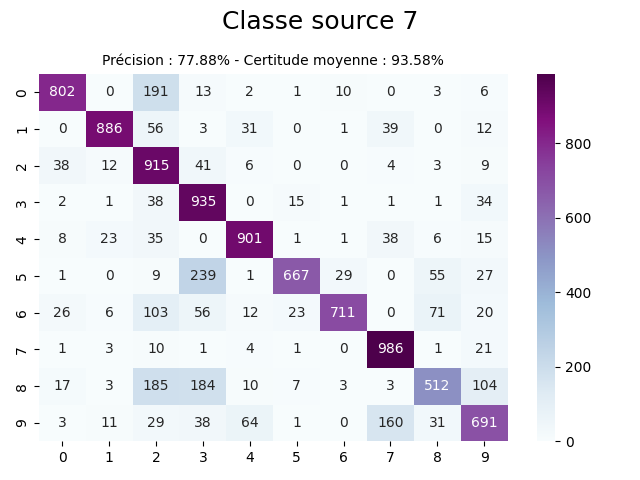 Classe source 7
Précision : 77.88% - Certitude moyenne : 93.58%
0 802 0 191 13 2 1 10 0 3 6
1 0 886 56 3 31 0 1 39 0 12
2 38 12 915 41 6 0 0 4 3 9
3 2 1 38 935 0 15 1 1 1 34
4 8 23 35 0 901 1 1 38 6 15
5 1 0 9 239 1 667 29 0 55 27
6 26 6 103 56 12 23 711 0 71 20
7 1 3 10 1 4 1 0 986 1 21
8 17 3 185 184 10 7 3 3 512 104
9 3 11 29 38 64 1 0 160 31 691
0 1 2 3 4 5 6 7 8 9
800
600
400
200
0